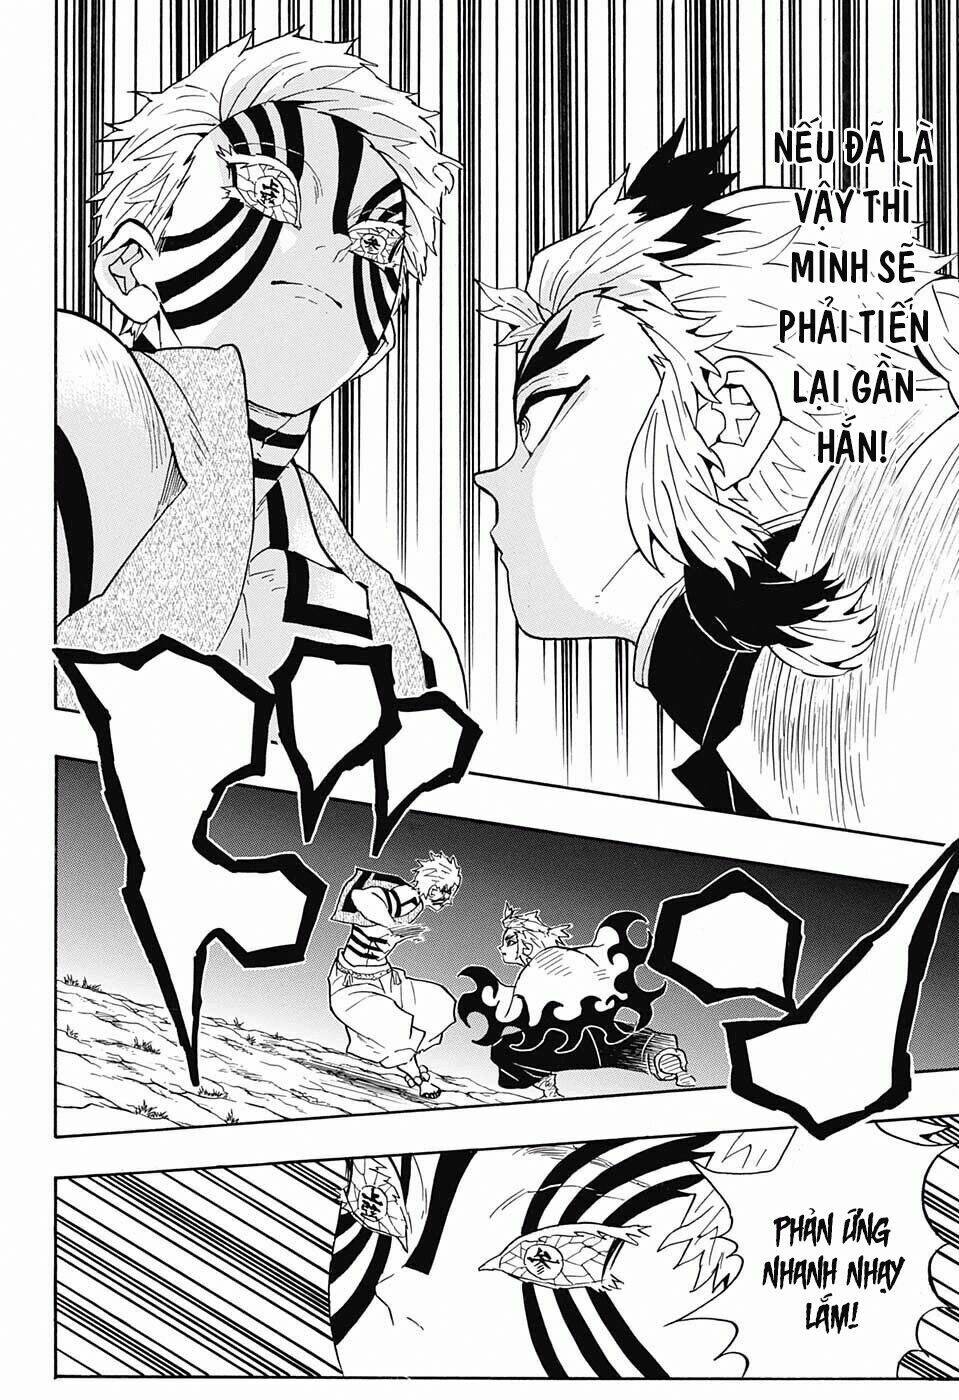 NẾU ĐÃ LÀ
VẬY THÌ
MÌNH SẼ
PHẢI TIẾN
LẠI GẦN
HẮN!
PHẢN ỨNG
NHANH NHẠY
LẮM!